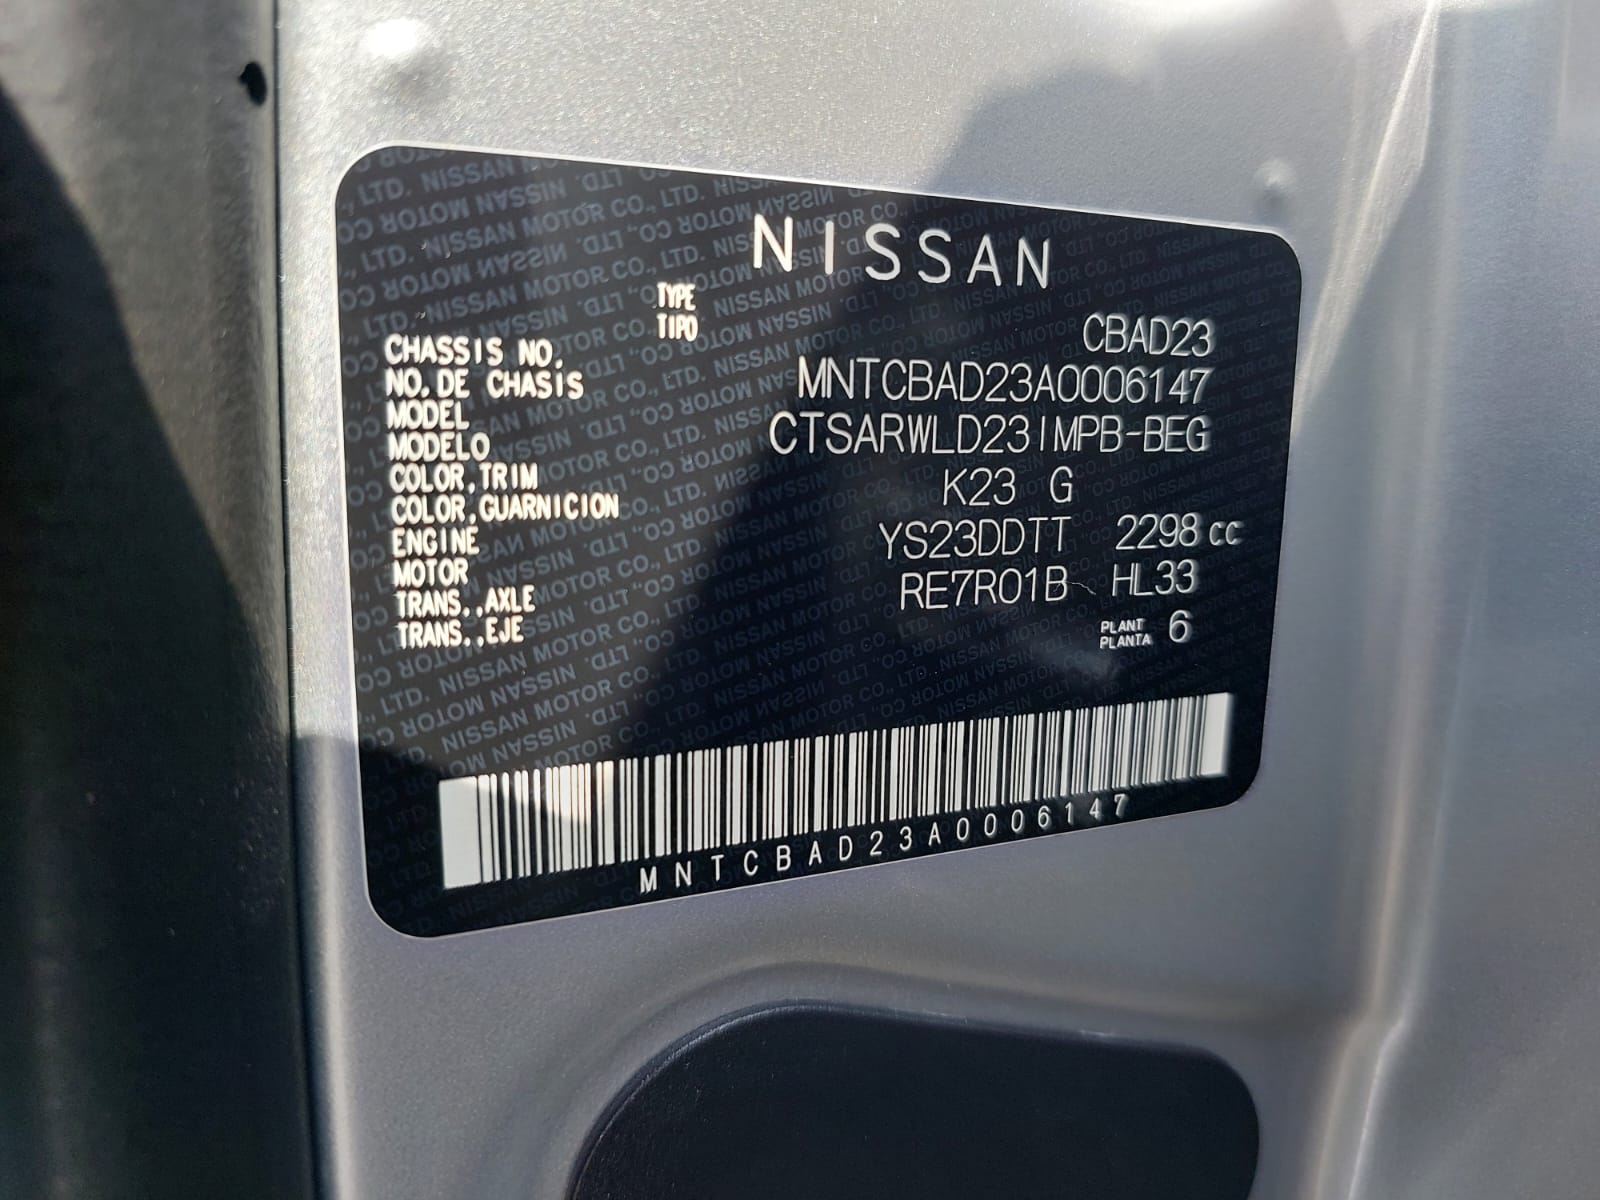 NISSAN
TYPE
TIPO
CBAD23
CHASSIS NO.
NO. DE CHASIS
MNTCBAD23A0006147
MODEL
MODELO
CTSARWLD23IMPB-BEG
COLOR,TRIM
COLOR,GUARNICION
K23 G
ENGINE
MOTOR
YS23DDTT 2298 cc
TRANS.,AXLE
TRANS.,EJE
RE7R01B HL33
PLANT
PLANTA
6
MNTCBAD23A0006147